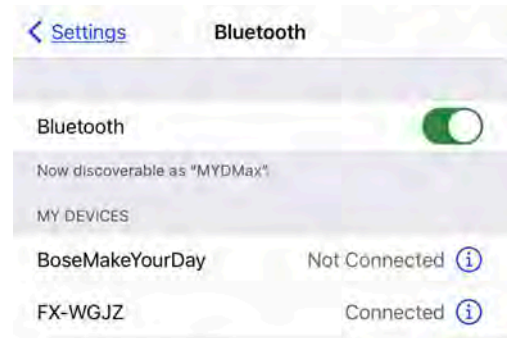 Settings Bluetooth
Bluetooth
Now discoverable as "MYDMax".
MY DEVICES
BoseMakeYourDay Not Connected
FX-WGJZ Connected